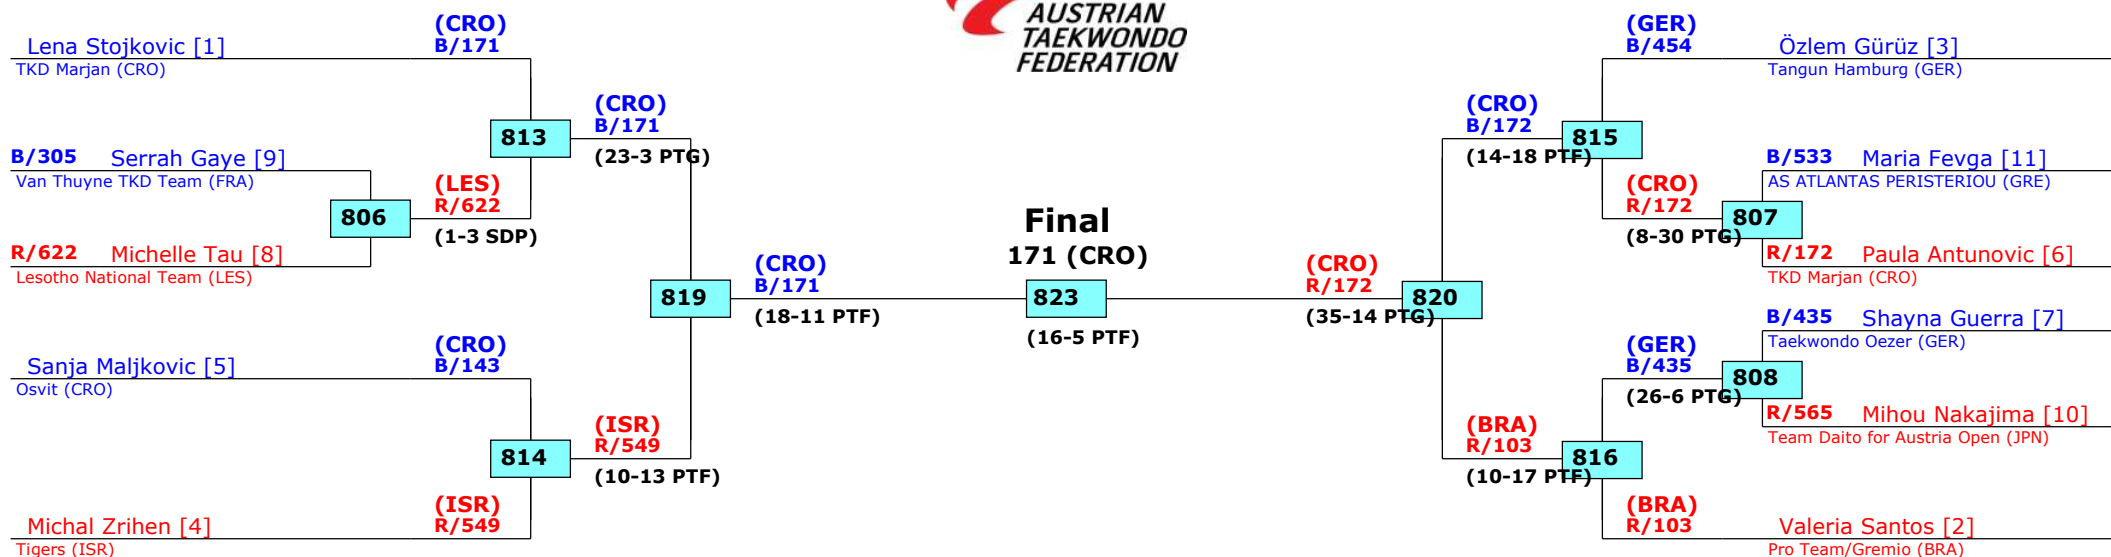 AUSTRIAN
TAEKWONDO
FEDERATION
(CRO)
B/171
Lena Stojkovic [1]
TKD Marjan (CRO)
B/305 Serrah Gaye [9]
Van Thuyne TKD Team (FRA)
806
R/622 Michelle Tau [8]
Lesotho National Team (LES)
(LES)
R/622
(1-3 SDP)
813
(CRO)
B/171
(23-3 PTG)
Sanja Maljkovic [5]
Osvit (CRO)
(CRO)
B/143
814
(ISR)
R/549
Michal Zrihen [4]
Tigers (ISR)
(ISR)
R/549
(10-13 PTF)
819
(CRO)
B/171
(18-11 PTF)
Final
171 (CRO)
823
(16-5 PTF)
(CRO)
R/172
(35-14 PTG)
820
(CRO)
B/172
(14-18 PTF)
815
(GER)
B/454
Özlem Gürüz [3]
Tangun Hamburg (GER)
B/533 Maria Fevga [11]
AS ATLANTAS PERISTERIOU (GRE)
(CRO)
R/172
(8-30 PTG)
807
R/172 Paula Antunovic [6]
TKD Marjan (CRO)
B/435 Shayna Guerra [7]
Taekwondo Oezer (GER)
(GER)
B/435
(26-6 PTG)
808
R/565 Mihou Nakajima [10]
Team Daito for Austria Open (JPN)
(BRA)
R/103
(10-17 PTF)
816
(BRA)
R/103
Valeria Santos [2]
Pro Team/Gremio (BRA)